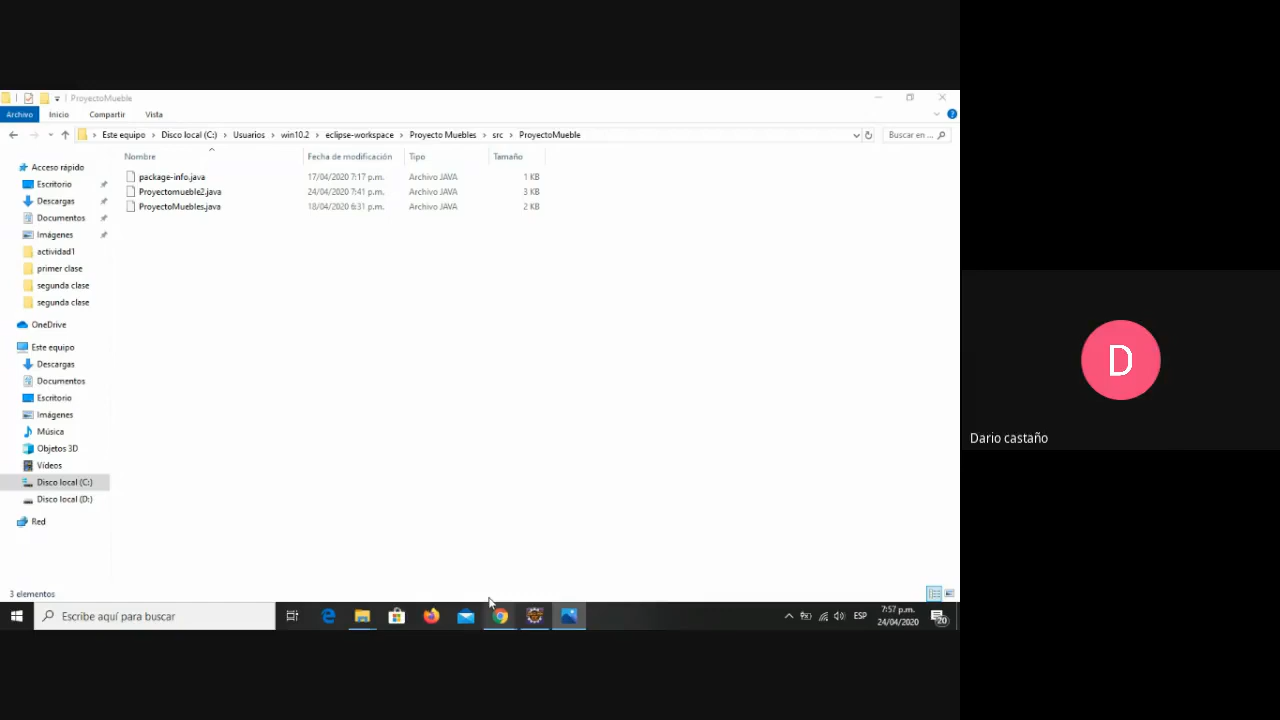 ProyectoMueble
Archivo Inicio Compartir Vista
Este equipo Disco local (C:) Usuarios win10.2 eclipse-workspace Proyecto Muebles src ProyectoMueble
Buscar en ...
Nombre Fecha de modificación Tipo Tamaño
package-info.java 17/04/2020 7:17 p.m. Archivo JAVA 1 KB
Proyectomueble2.java 24/04/2020 7:41 p.m. Archivo JAVA 3 KB
ProyectoMuebles.java 18/04/2020 6:31 p.m. Archivo JAVA 2 KB
Acceso rápido
Escritorio
Descargas
Documentos
Imágenes
actividad1
primer clase
segunda clase
segunda clase
OneDrive
Este equipo
Descargas
Documentos
Escritorio
Imágenes
Música
Objetos 3D
Vídeos
Disco local (C:)
Disco local (D:)
Red
3 elementos
Escribe aquí para buscar
ESP
7:57 p.m.
24/04/2020
20
D
Dario castaño